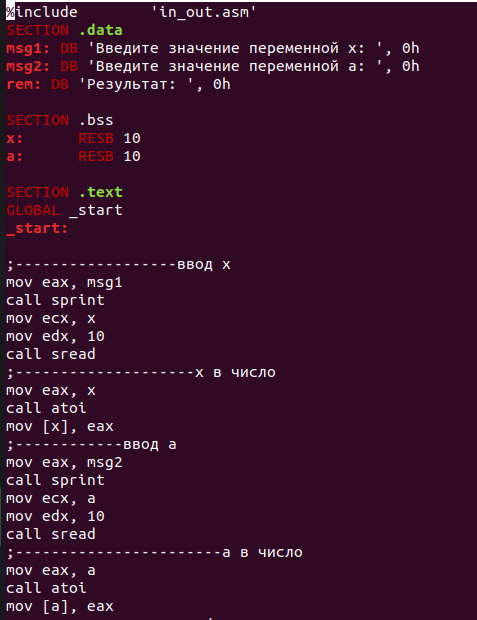 %include        'in_out.asm'
SECTION .data
msg1: DB 'Введите значение переменной x: ', 0h
msg2: DB 'Введите значение переменной a: ', 0h
rem: DB 'Результат: ', 0h
SECTION .bss
x:      RESB 10
a:      RESB 10
SECTION .text
GLOBAL _start
_start:
;------------------ввод x
mov eax, msg1
call sprint
mov ecx, x
mov edx, 10
call sread
;--------------------x в число
mov eax, x
call atoi
mov [x], eax
;------------ввод a
mov eax, msg2
call sprint
mov ecx, a
mov edx, 10
call sread
;-----------------------a в число
mov eax, a
call atoi
mov [a], eax